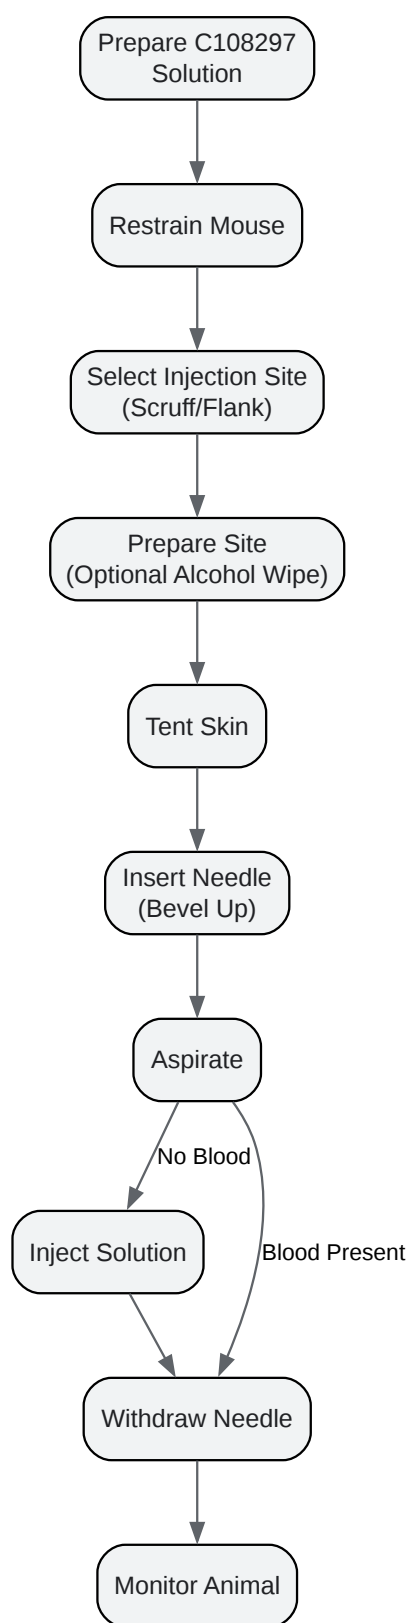 Prepare C108297
Solution
Restrain Mouse
Select Injection Site
(Scruff/Flank)
Prepare Site
(Optional Alcohol Wipe)
Tent Skin
Insert Needle
(Bevel Up)
Aspirate
No Blood
Inject Solution
Blood Present
Withdraw Needle
Monitor Animal